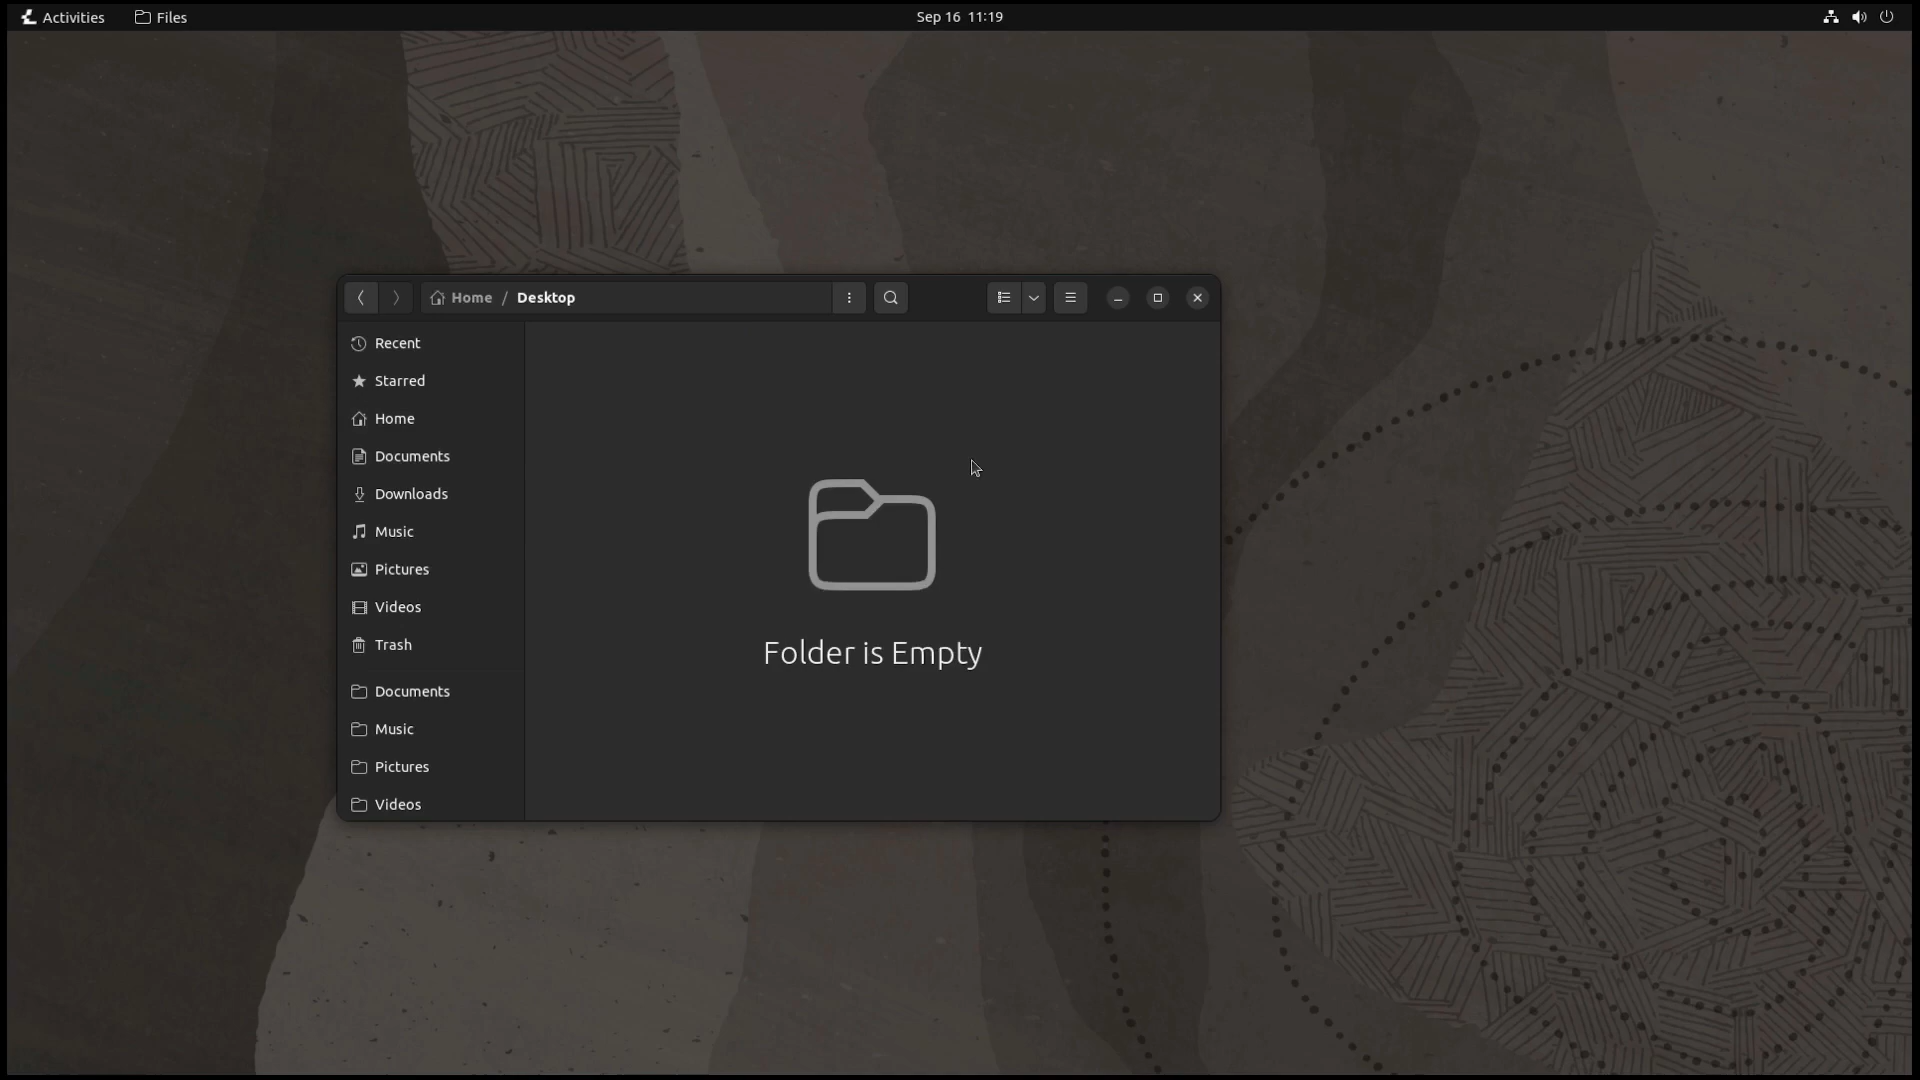 Activities Files Sep 16 11:19
Home / Desktop
Recent
Starred
Home
Documents
Downloads
Music
Pictures
Videos
Trash
Documents
Music
Pictures
Videos
Folder is Empty